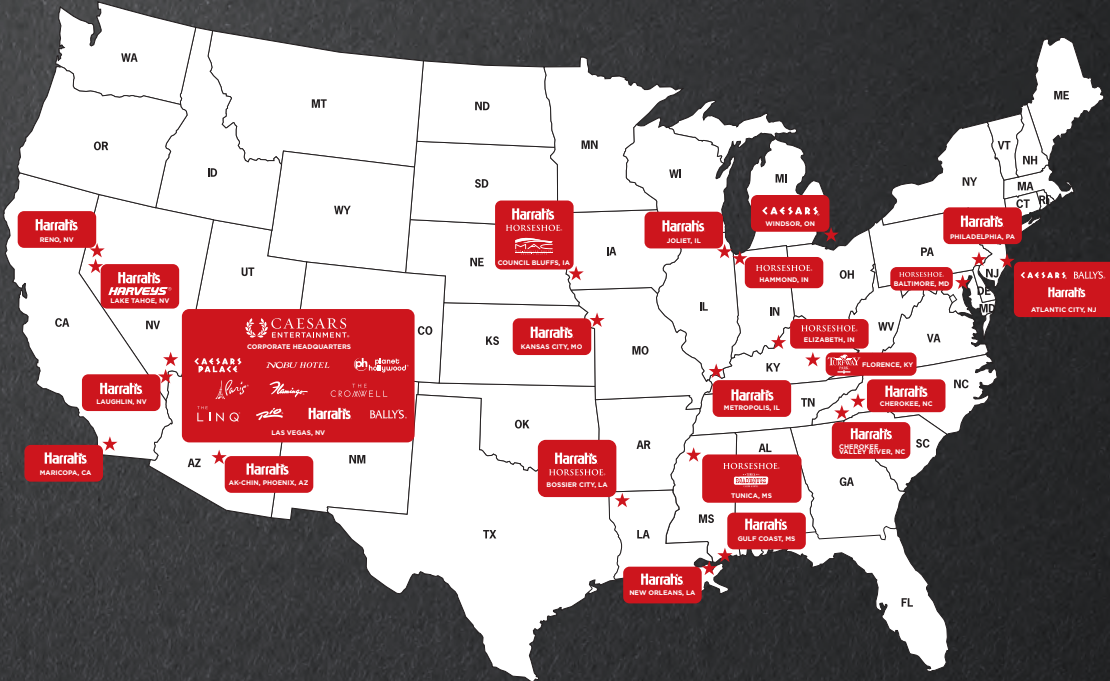 WA
MT
ND
MN
ME
OR
ID
SD
WI
MI
VT
NH
NY
MA
CT
RI
WY
Harrah's
RENO, NV
Harrah's
HARVEYS®
LAKE TAHOE, NV
Harrah's
HORSESHOE.
MAC
COUNCIL BLUFFS, IA
Harrah's
JOLIET, IL
CAESARS.
WINDSOR, ON
HORSESHOE.
HAMMOND, IN
Harrah's
PHILADELPHIA, PA
HORSESHOE.
BALTIMORE, MD
CAESARS. BALLY'S.
Harrah's
ATLANTIC CITY, NJ
NE
IA
OH
PA
NJ
DE
MD
UT
CA
NV
CO
KS
MO
IL
IN
WV
VA
KY
CAESARS
ENTERTAINMENT®
CORPORATE HEADQUARTERS
CAESARS PALACE
NOBU HOTEL
ph planet hollywood
Paris
Flamingo
THE CROMWELL
THE LINQ
Rio
Harrah's
BALLY'S.
LAS VEGAS, NV
Harrah's
KANSAS CITY, MO
HORSESHOE.
ELIZABETH, IN
TURFWAY PARK
FLORENCE, KY
Harrah's
LAUGHLIN, NV
Harrah's
METROPOLIS, IL
TN
Harrah's
CHEROKEE, NC
NC
Harrah's
CHEROKEE
VALLEY RIVER, NC
SC
Harrah's
MARICOPA, CA
AZ
Harrah's
AK-CHIN, PHOENIX, AZ
NM
OK
AR
Harrah's
HORSESHOE.
BOSSIER CITY, LA
AL
GA
HORSESHOE.
ROADHOUSE
TUNICA, MS
MS
Harrah's
GULF COAST, MS
TX
LA
Harrah's
NEW ORLEANS, LA
FL